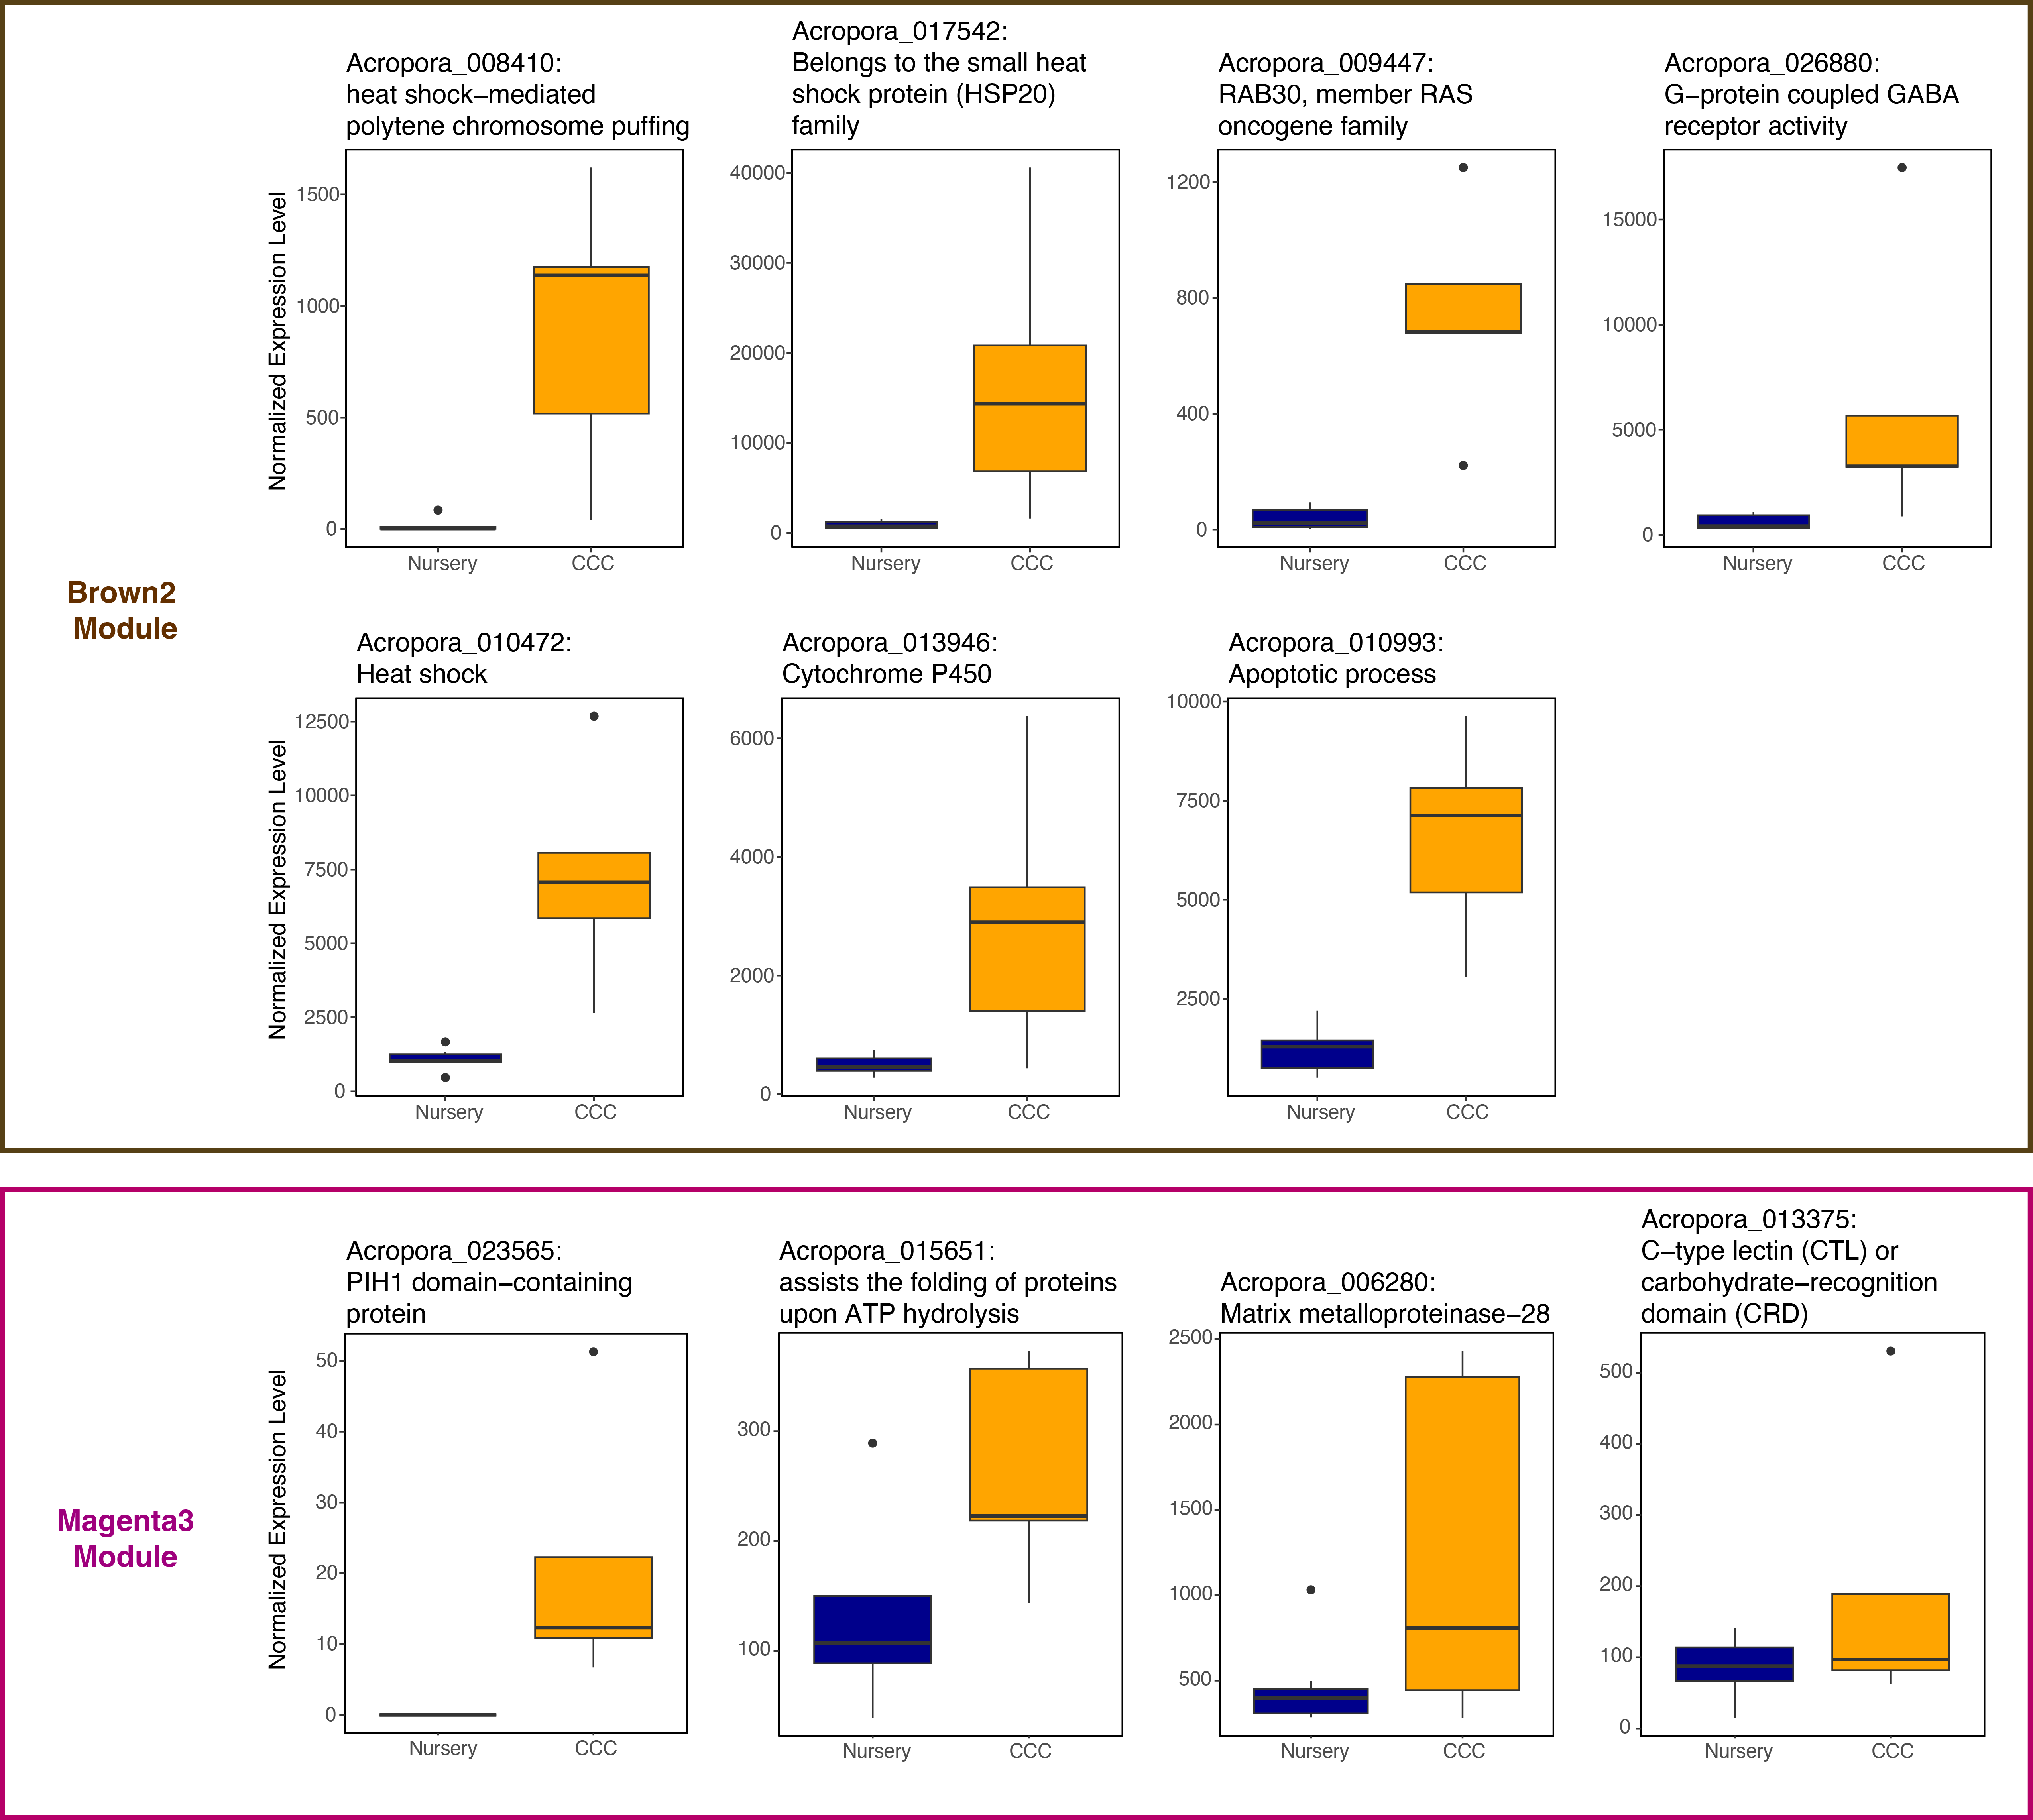 Brown2
Module
Acropora_008410:
heat shock−mediated
polytene chromosome puffing
Normalized Expression Level
1500
1000
500
0
Nursery
CCC
Acropora_017542:
Belongs to the small heat
shock protein (HSP20)
family
40000
30000
20000
10000
0
Nursery
CCC
Acropora_009447:
RAB30, member RAS
oncogene family
1200
800
400
0
Nursery
CCC
Acropora_026880:
G−protein coupled GABA
receptor activity
15000
10000
5000
0
Nursery
CCC
Acropora_010472:
Heat shock
Normalized Expression Level
12500
10000
7500
5000
2500
0
Nursery
CCC
Acropora_013946:
Cytochrome P450
6000
4000
2000
0
Nursery
CCC
Acropora_010993:
Apoptotic process
10000
7500
5000
2500
Nursery
CCC
Magenta3
Module
Acropora_023565:
PIH1 domain−containing
protein
Normalized Expression Level
50
40
30
20
10
0
Nursery
CCC
Acropora_015651:
assists the folding of proteins
upon ATP hydrolysis
300
200
100
Nursery
CCC
Acropora_006280:
Matrix metalloproteinase−28
2500
2000
1500
1000
500
Nursery
CCC
Acropora_013375:
C−type lectin (CTL) or
carbohydrate−recognition
domain (CRD)
500
400
300
200
100
0
Nursery
CCC